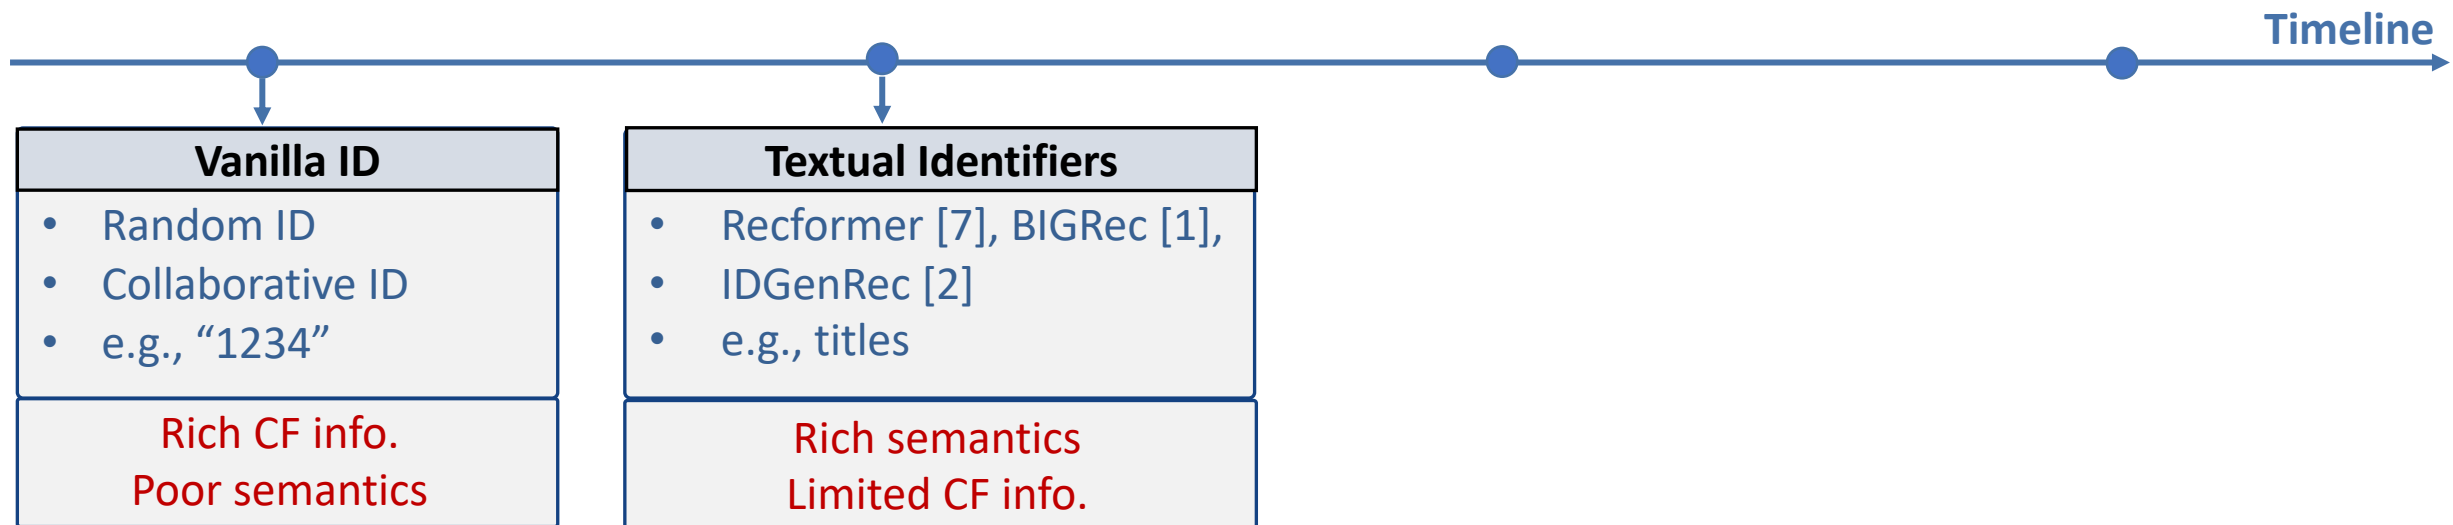 Timeline
Vanilla ID
• Random ID
• Collaborative ID
• e.g., “1234”
Rich CF info.
Poor semantics
Textual Identifiers
• Recformer [7], BIGRec [1],
• IDGenRec [2]
• e.g., titles
Rich semantics
Limited CF info.